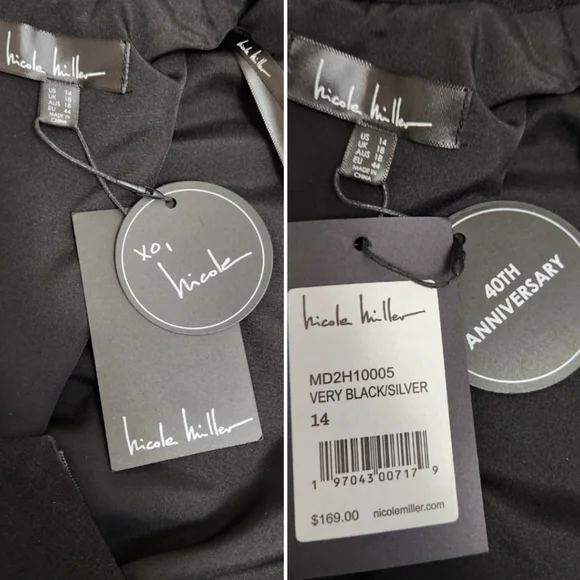 nicole miller
US 14
UK 18
AUS 18
EU 44
MADE IN
CHINA
nicole miller
xo,
nicole
nicole miller
nicole miller
US 14
UK 18
AUS 18
EU 44
MADE IN
CHINA
40TH
ANNIVERSARY
nicole miller
MD2H10005
VERY BLACK/SILVER
14
1 97043 00717 9
$169.00 nicolemiller.com